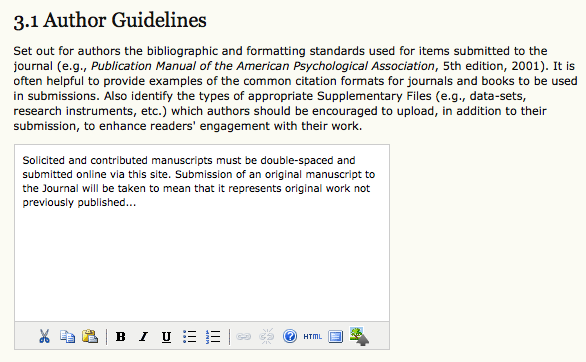 3.1 Author Guidelines
Set out for authors the bibliographic and formatting standards used for items submitted to the
journal (e.g., Publication Manual of the American Psychological Association, 5th edition, 2001). It is
often helpful to provide examples of the common citation formats for journals and books to be used
in submissions. Also identify the types of appropriate Supplementary Files (e.g., data-sets,
research instruments, etc.) which authors should be encouraged to upload, in addition to their
submission, to enhance readers' engagement with their work.
Solicited and contributed manuscripts must be double-spaced and
submitted online via this site. Submission of an original manuscript to
the Journal will be taken to mean that it represents original work not
previously published...
B I U HTML